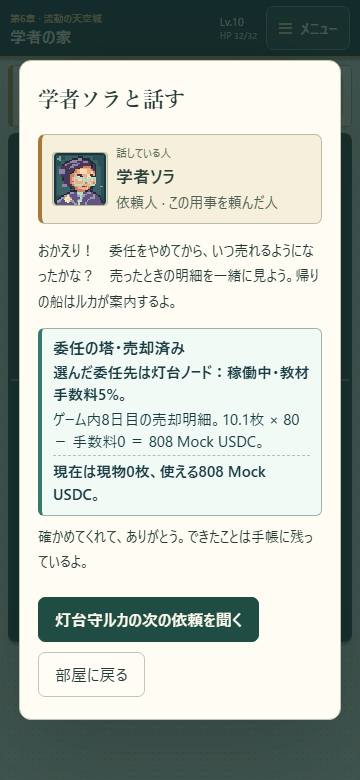 第6章・流動の天空城
学者の家
Lv.10
HP 32/32
☰ メニュー
学者ソラと話す
話している人
学者ソラ
依頼人・この用事を頼んだ人
おかえり！　委任をやめてから、いつ売れるようにな
ったかな？　売ったときの明細を一緒に見よう。帰り
の船はルカが案内するよ。
委任の塔・売却済み
選んだ委任先は灯台ノード：稼働中・教材
手数料5%。
ゲーム内8日目の売却明細。10.1枚 × 80
− 手数料0 ＝ 808 Mock USDC。
現在は現物0枚、使える808 Mock
USDC。
確かめてくれて、ありがとう。できたことは手帳に残っ
ているよ。
灯台守ルカの次の依頼を聞く
部屋に戻る